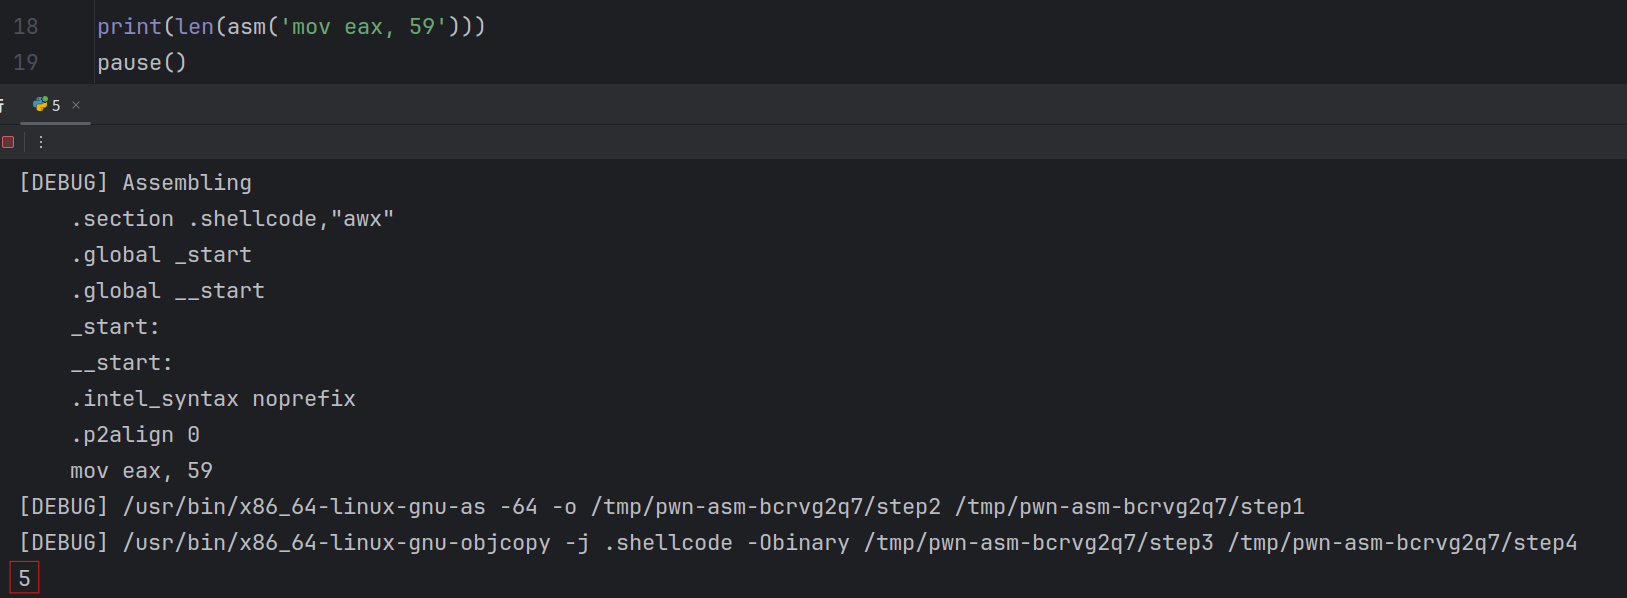 18 print(len(asm('mov eax, 59')))
19 pause()
5 ×
[DEBUG] Assembling
.section .shellcode,"awx"
.global _start
.global __start
_start:
__start:
.intel_syntax noprefix
.p2align 0
mov eax, 59
[DEBUG] /usr/bin/x86_64-linux-gnu-as -64 -o /tmp/pwn-asm-bcrvg2q7/step2 /tmp/pwn-asm-bcrvg2q7/step1
[DEBUG] /usr/bin/x86_64-linux-gnu-objcopy -j .shellcode -Obinary /tmp/pwn-asm-bcrvg2q7/step3 /tmp/pwn-asm-bcrvg2q7/step4
5